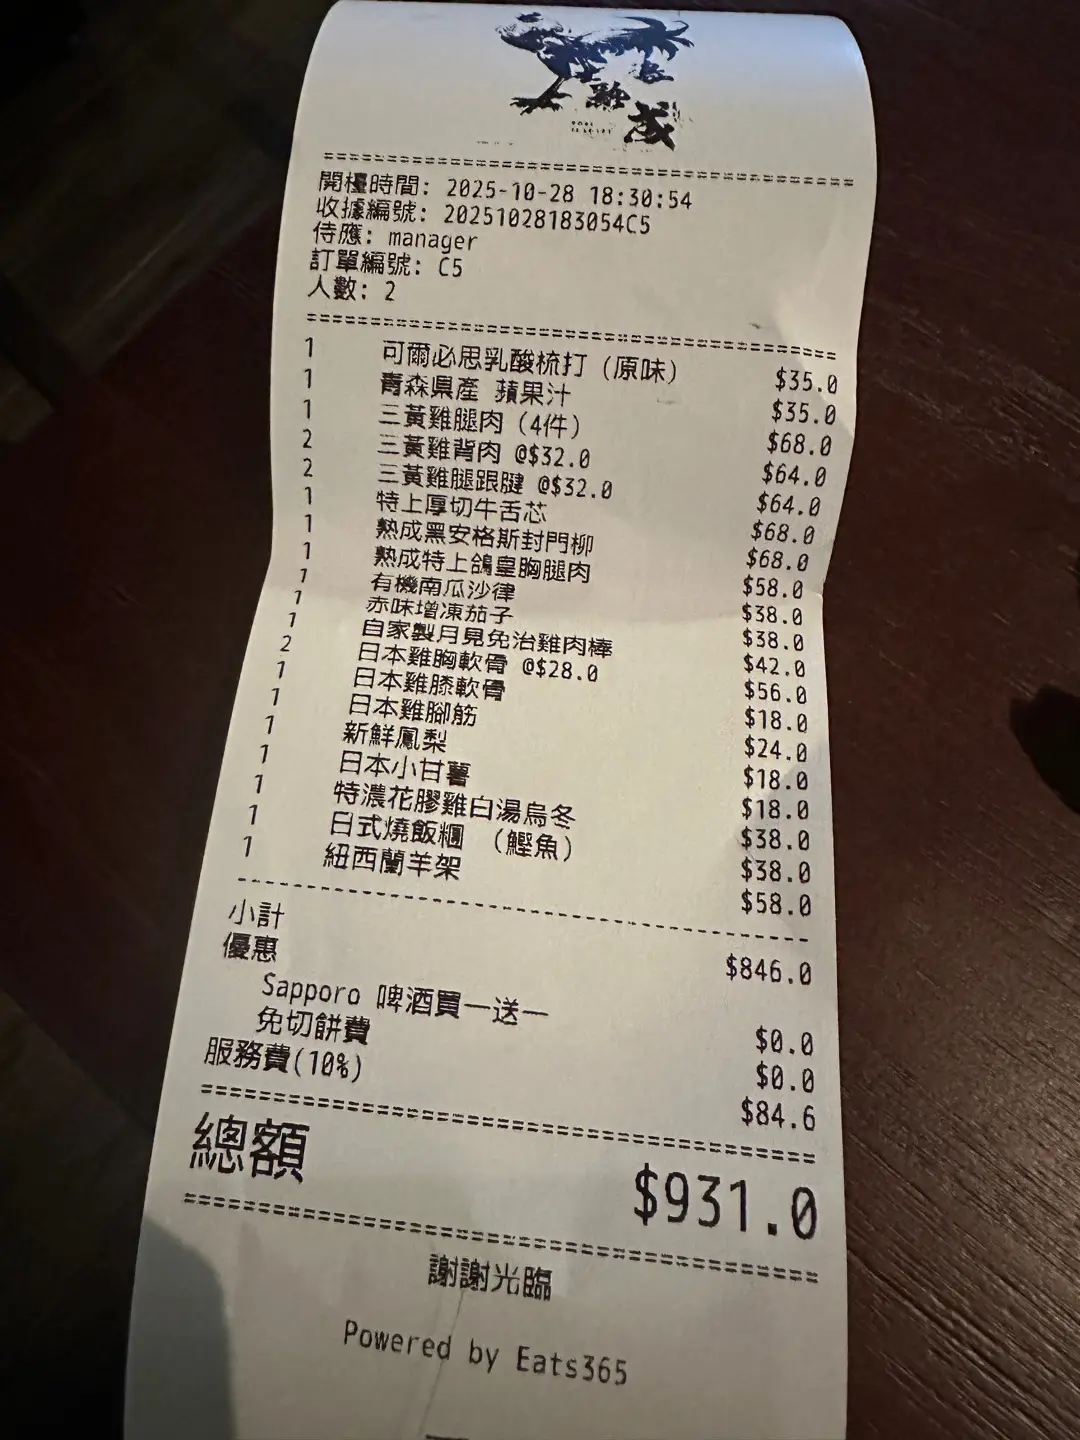 長
雞
茂
==========================================
開檯時間: 2025-10-28 18:30:54
收據編號: 20251028183054C5
侍應: manager
訂單編號: C5
人數: 2
==========================================
1 可爾必思乳酸梳打 (原味) $35.0
1 青森県產 蘋果汁 $35.0
1 三黃雞腿肉 (4件) $68.0
2 三黃雞背肉 @$32.0 $64.0
2 三黃雞腿跟腱 @$32.0 $64.0
1 特上厚切牛舌芯 $68.0
1 熟成黑安格斯封門柳 $68.0
1 熟成特上鴿皇胸腿肉 $58.0
1 有機南瓜沙律 $38.0
1 赤味增凍茄子 $38.0
1 自家製月見免治雞肉棒 $42.0
2 日本雞胸軟骨 @$28.0 $56.0
1 日本雞膝軟骨 $18.0
1 日本雞腳筋 $24.0
1 新鮮鳳梨 $18.0
1 日本小甘薯 $18.0
1 特濃花膠雞白湯烏冬 $38.0
1 日式燒飯糰 (鰹魚) $38.0
1 紐西蘭羊架 $58.0
------------------------------------------
小計 $846.0
優惠
Sapporo 啤酒買一送一 $0.0
免切餅費 $0.0
服務費(10%) $84.6
==========================================
總額 $931.0
==========================================
謝謝光臨
Powered by Eats365